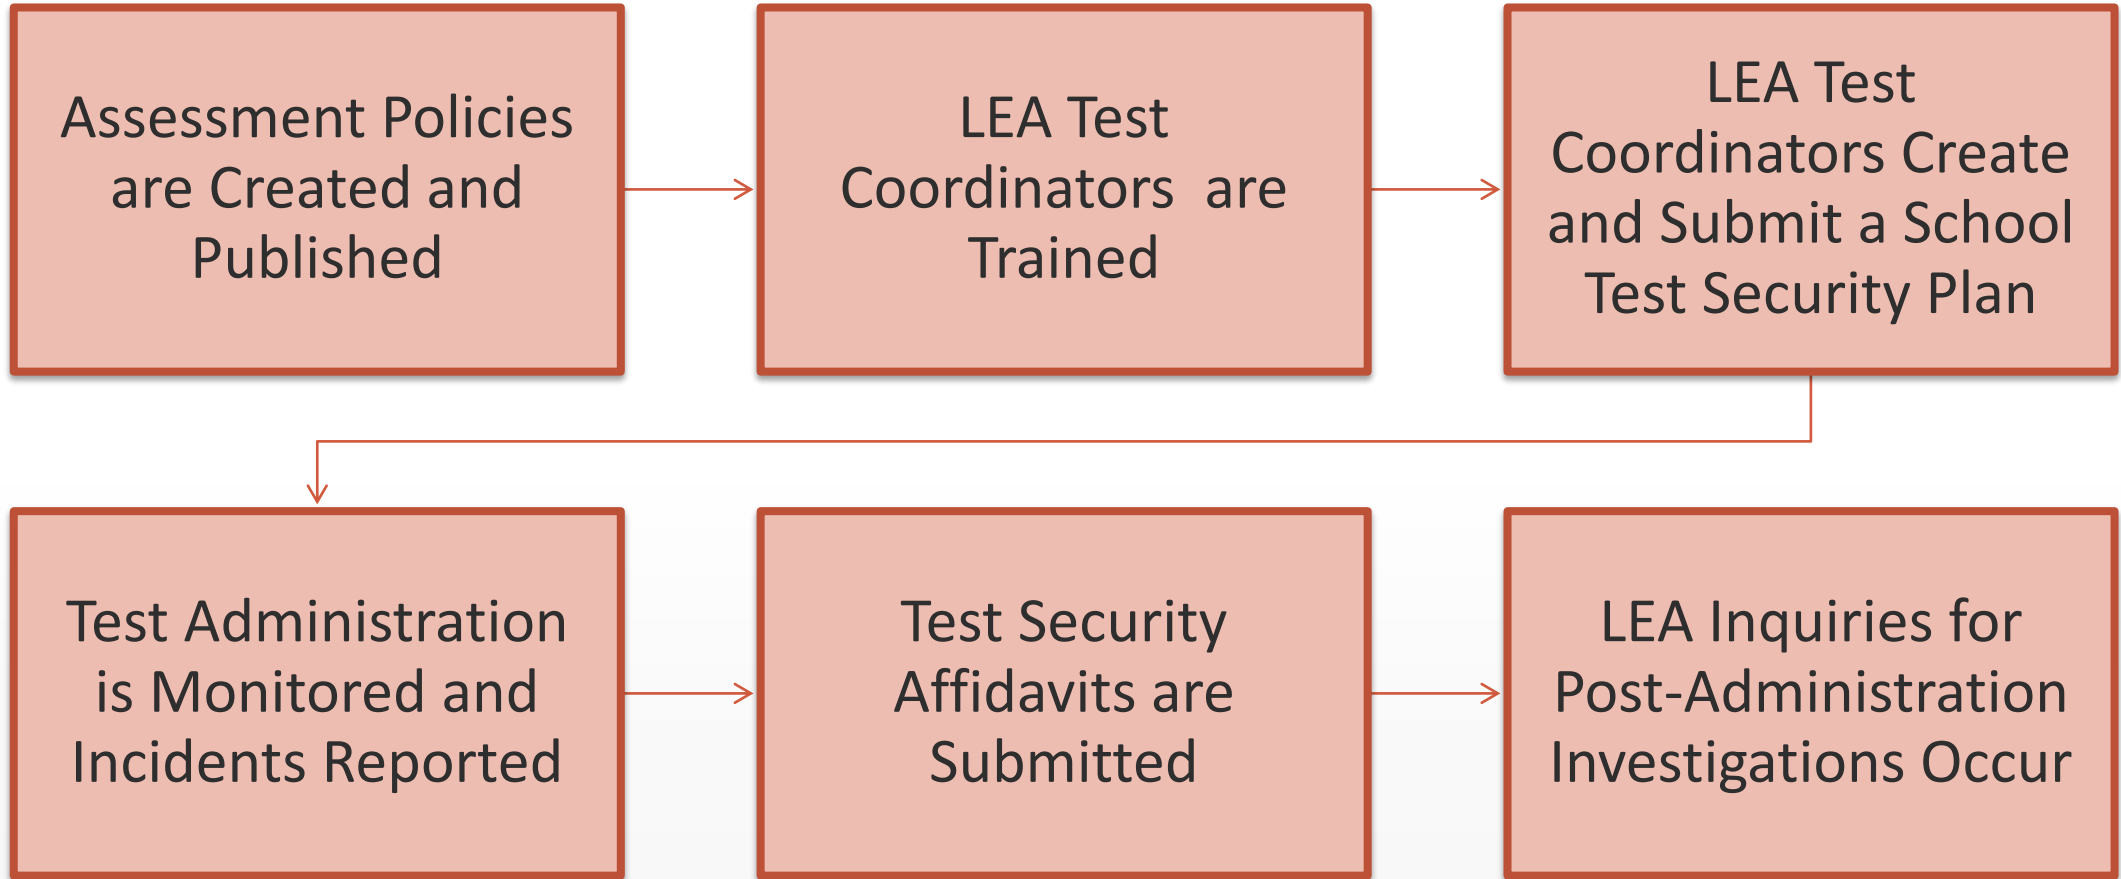 Assessment Policies
are Created and
Published
LEA Test
Coordinators  are
Trained
LEA Test
Coordinators Create
and Submit a School
Test Security Plan
Test Administration
is Monitored and
Incidents Reported
Test Security
Affidavits are
Submitted
LEA Inquiries for
Post-Administration
Investigations Occur